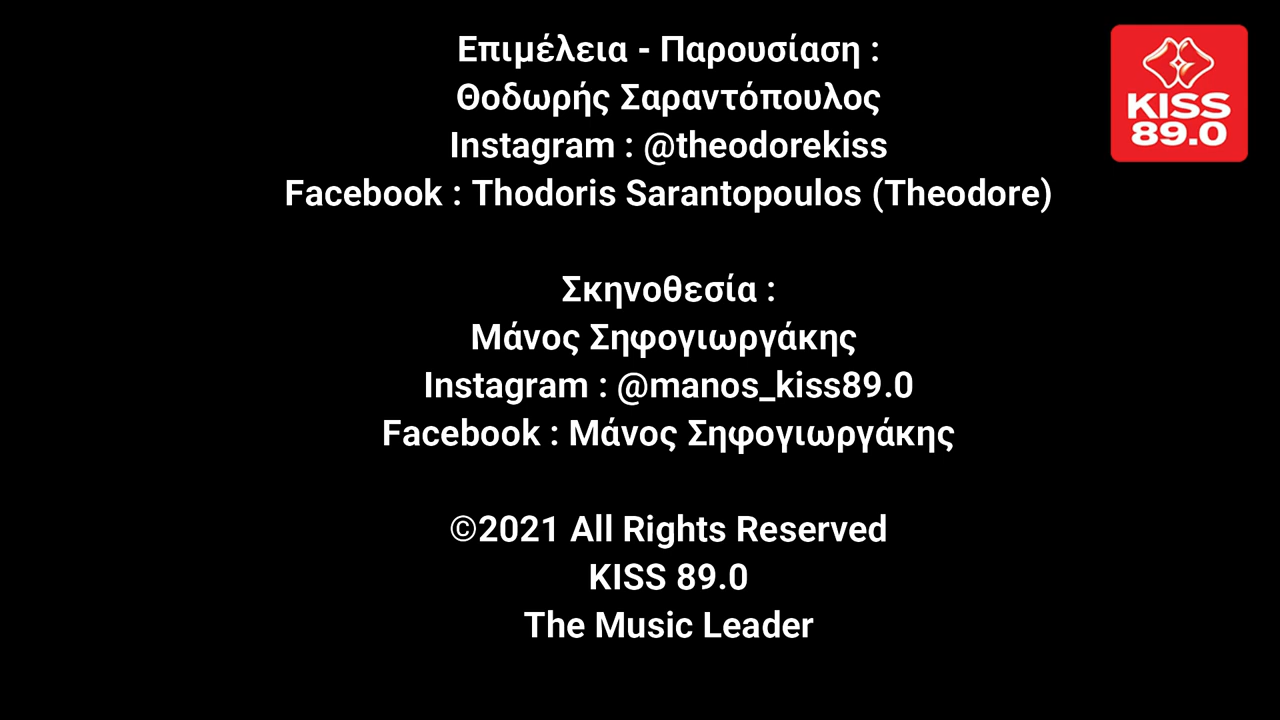 Επιμέλεια - Παρουσίαση :
Θοδωρής Σαραντόπουλος
Instagram : @theodorekiss
Facebook : Thodoris Sarantopoulos (Theodore)
Σκηνοθεσία :
Μάνος Σηφογιωργάκης
Instagram : @manos_kiss89.0
Facebook : Μάνος Σηφογιωργάκης
©2021 All Rights Reserved
KISS 89.0
The Music Leader
KISS
89.0